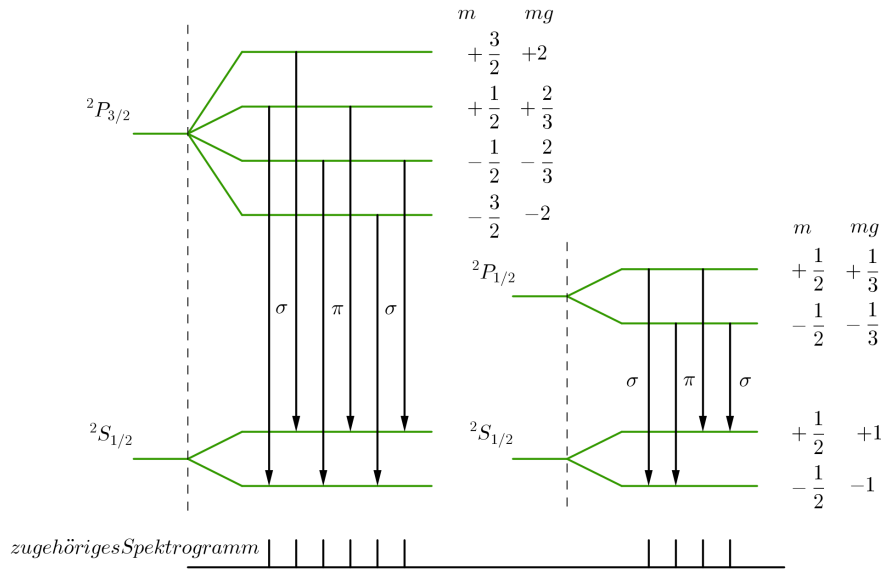 m mg
+3/2 +2
²P₃/₂ +1/2 +2/3
−1/2 −2/3
−3/2 −2
m mg
²P₁/₂ +1/2 +1/3
−1/2 −1/3
σ π σ
σ π σ
²S₁/₂
²S₁/₂ +1/2 +1
−1/2 −1
zugehörigesSpektrogramm